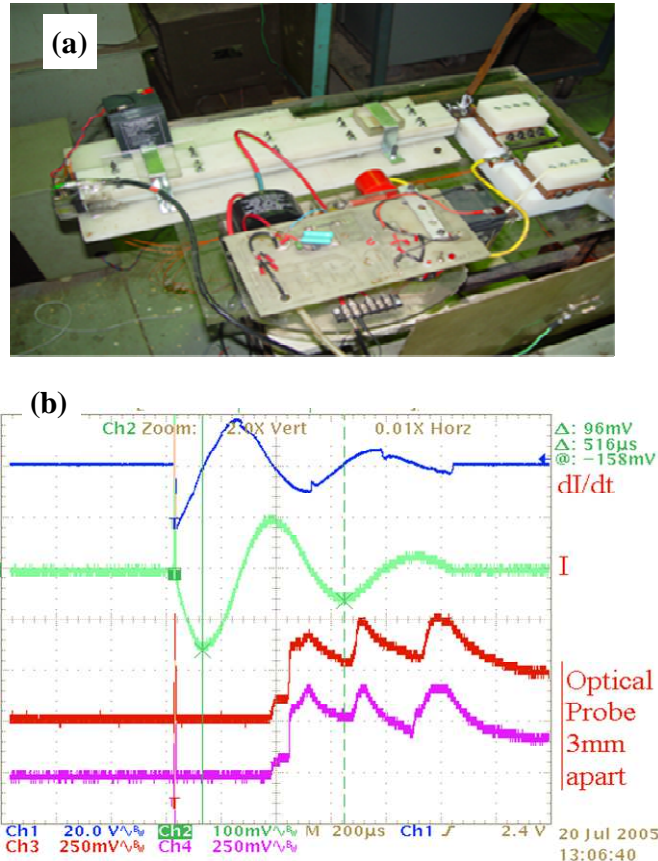 (a)
(b)
Ch2 Zoom: 2.0X Vert 0.01X Horz
Δ: 96mV
Δ: 516µs
@: −158mV
dI/dt
I
Optical
Probe
3mm
apart
T
T
T
Ch1 20.0 V Ch2 100mV M 200µs Ch1 2.4 V
Ch3 250mV Ch4 250mV
20 Jul 2005
13:06:40